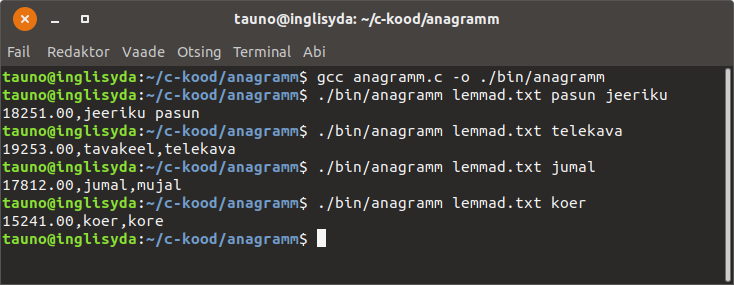 tauno@inglisyda: ~/c-kood/anagramm
Fail Redaktor Vaade Otsing Terminal Abi
tauno@inglisyda:~/c-kood/anagramm$ gcc anagramm.c -o ./bin/anagramm
tauno@inglisyda:~/c-kood/anagramm$ ./bin/anagramm lemmad.txt pasun jeeriku
18251.00,jeeriku pasun
tauno@inglisyda:~/c-kood/anagramm$ ./bin/anagramm lemmad.txt telekava
19253.00,tavakeel,telekava
tauno@inglisyda:~/c-kood/anagramm$ ./bin/anagramm lemmad.txt jumal
17812.00,jumal,mujal
tauno@inglisyda:~/c-kood/anagramm$ ./bin/anagramm lemmad.txt koer
15241.00,koer,kore
tauno@inglisyda:~/c-kood/anagramm$